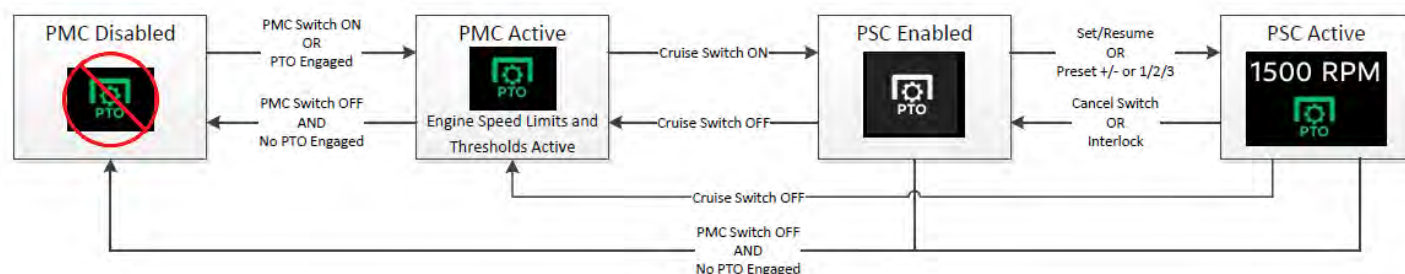 PMC Disabled
PTO
PMC Switch ON
OR
PTO Engaged
PMC Switch OFF
AND
No PTO Engaged
PMC Active
PTO
Engine Speed Limits and
Thresholds Active
Cruise Switch ON
Cruise Switch OFF
PSC Enabled
PTO
Set/Resume
OR
Preset +/- or 1/2/3
Cancel Switch
OR
Interlock
PSC Active
1500 RPM
PTO
Cruise Switch OFF
PMC Switch OFF
AND
No PTO Engaged